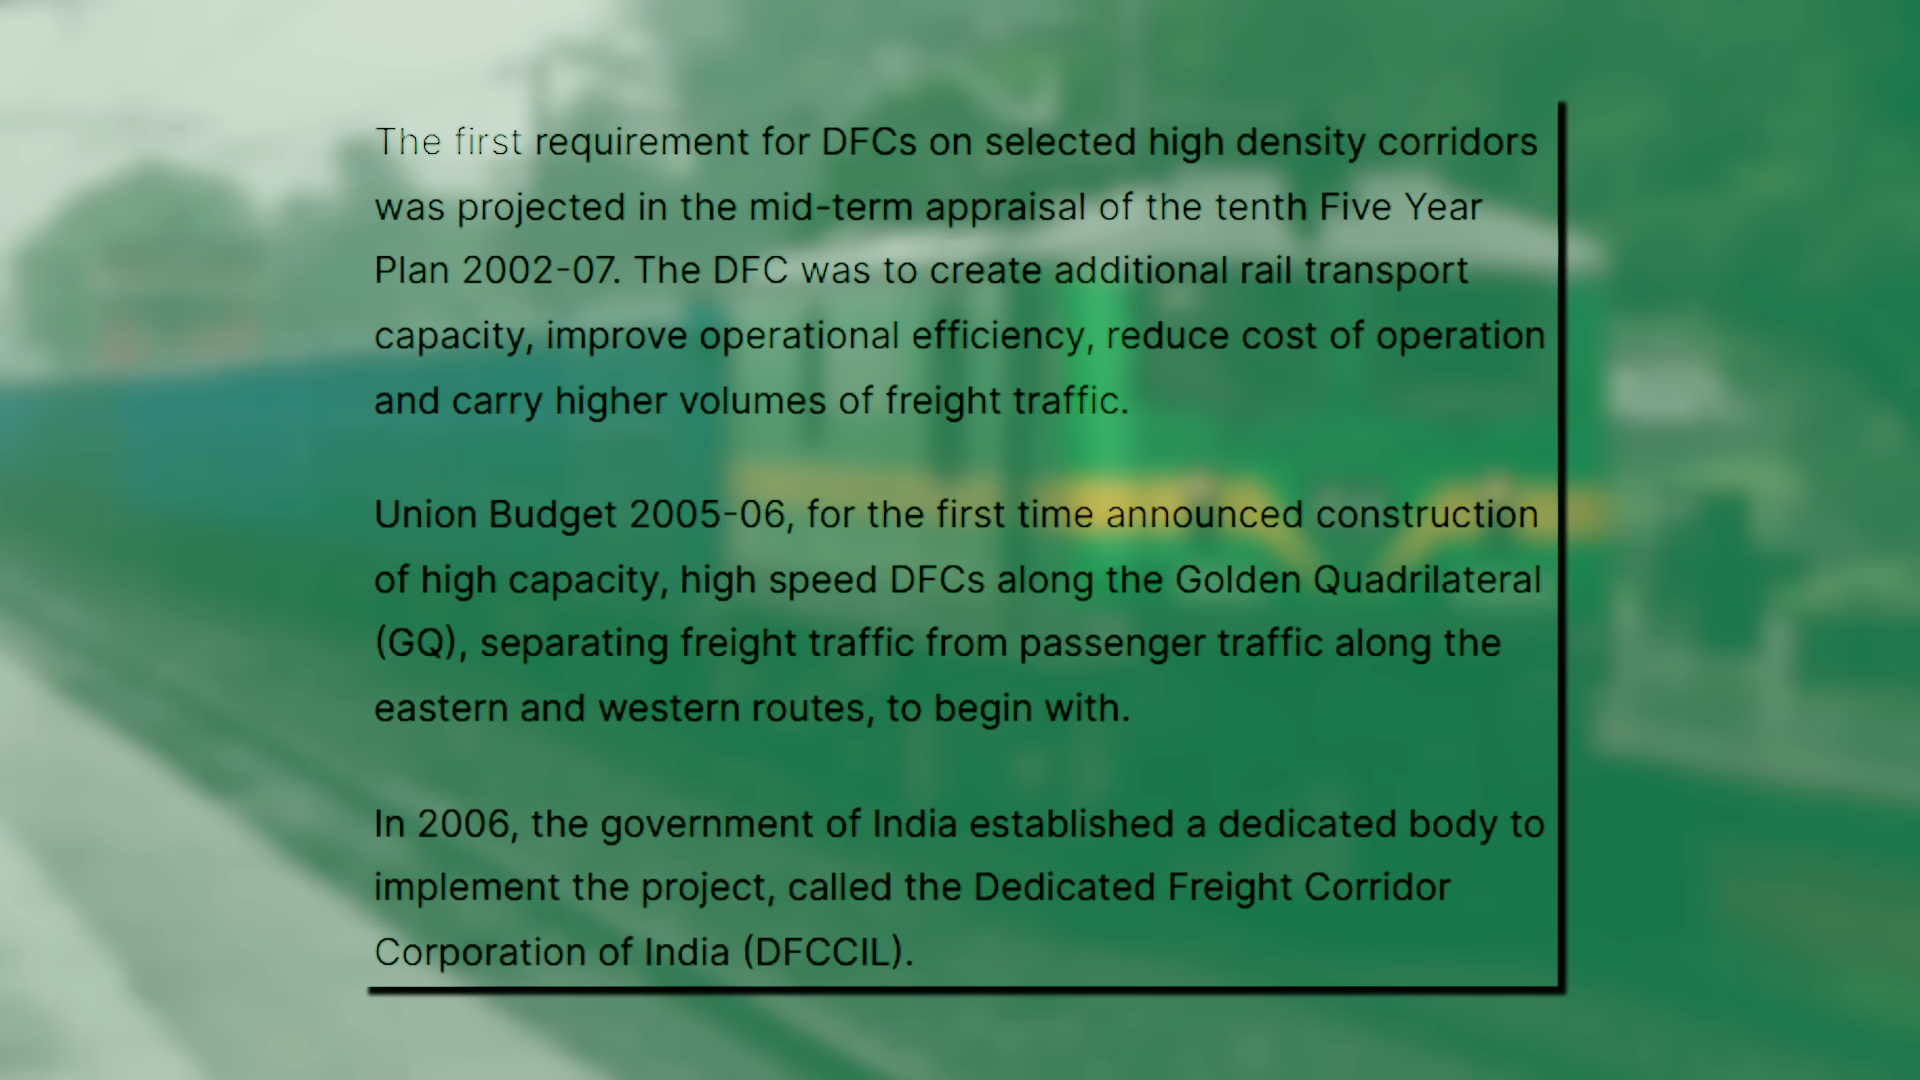 The first requirement for DFCs on selected high density corridors
was projected in the mid-term appraisal of the tenth Five Year
Plan 2002-07. The DFC was to create additional rail transport
capacity, improve operational efficiency, reduce cost of operation
and carry higher volumes of freight traffic.
Union Budget 2005-06, for the first time announced construction
of high capacity, high speed DFCs along the Golden Quadrilateral
(GQ), separating freight traffic from passenger traffic along the
eastern and western routes, to begin with.
In 2006, the government of India established a dedicated body to
implement the project, called the Dedicated Freight Corridor
Corporation of India (DFCCIL).